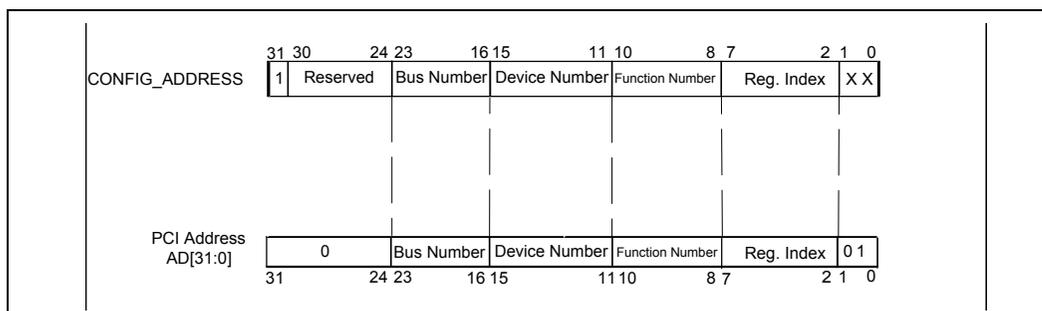 31 30 24 23 16 15 11 10 8 7 2 1 0
CONFIG_ADDRESS 1 Reserved Bus Number Device Number Function Number Reg. Index X X
PCI Address
AD[31:0]
0 Bus Number Device Number Function Number Reg. Index 0 1
31 24 23 16 15 11 10 8 7 2 1 0